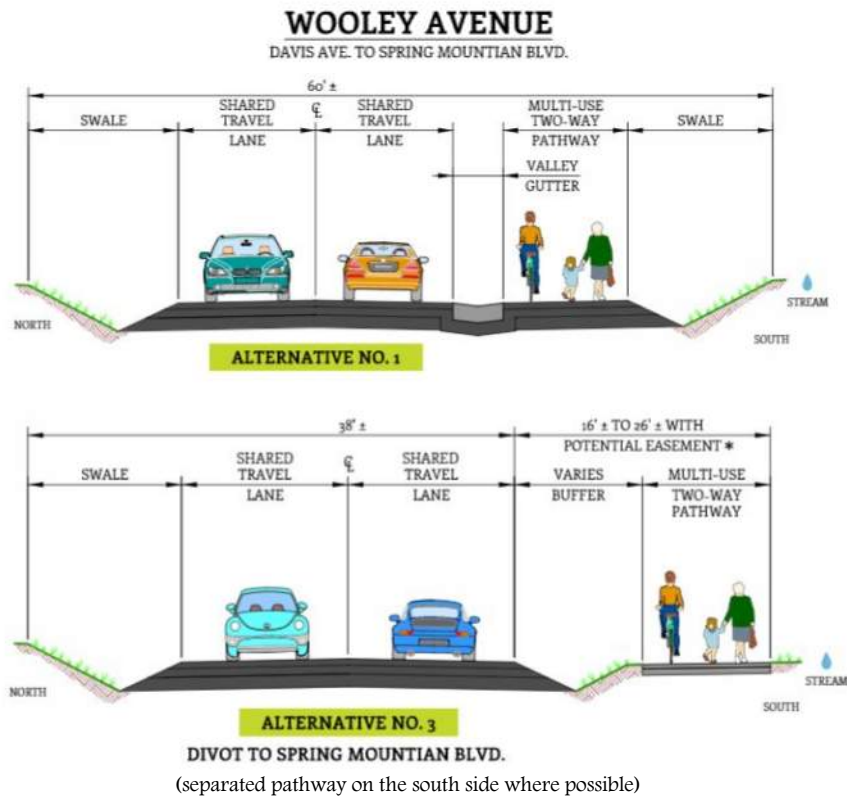 WOOLEY AVENUE
DAVIS AVE. TO SPRING MOUNTIAN BLVD.
60' ±
SWALE
SHARED
TRAVEL
LANE
℄
SHARED
TRAVEL
LANE
MULTI-USE
TWO-WAY
PATHWAY
SWALE
VALLEY
GUTTER
NORTH
STREAM
SOUTH
ALTERNATIVE NO. 1
38' ±
16' ± TO 26' ± WITH
POTENTIAL EASEMENT *
SWALE
SHARED
TRAVEL
LANE
℄
SHARED
TRAVEL
LANE
VARIES
BUFFER
MULTI-USE
TWO-WAY
PATHWAY
NORTH
STREAM
SOUTH
ALTERNATIVE NO. 3
DIVOT TO SPRING MOUNTIAN BLVD.
(separated pathway on the south side where possible)